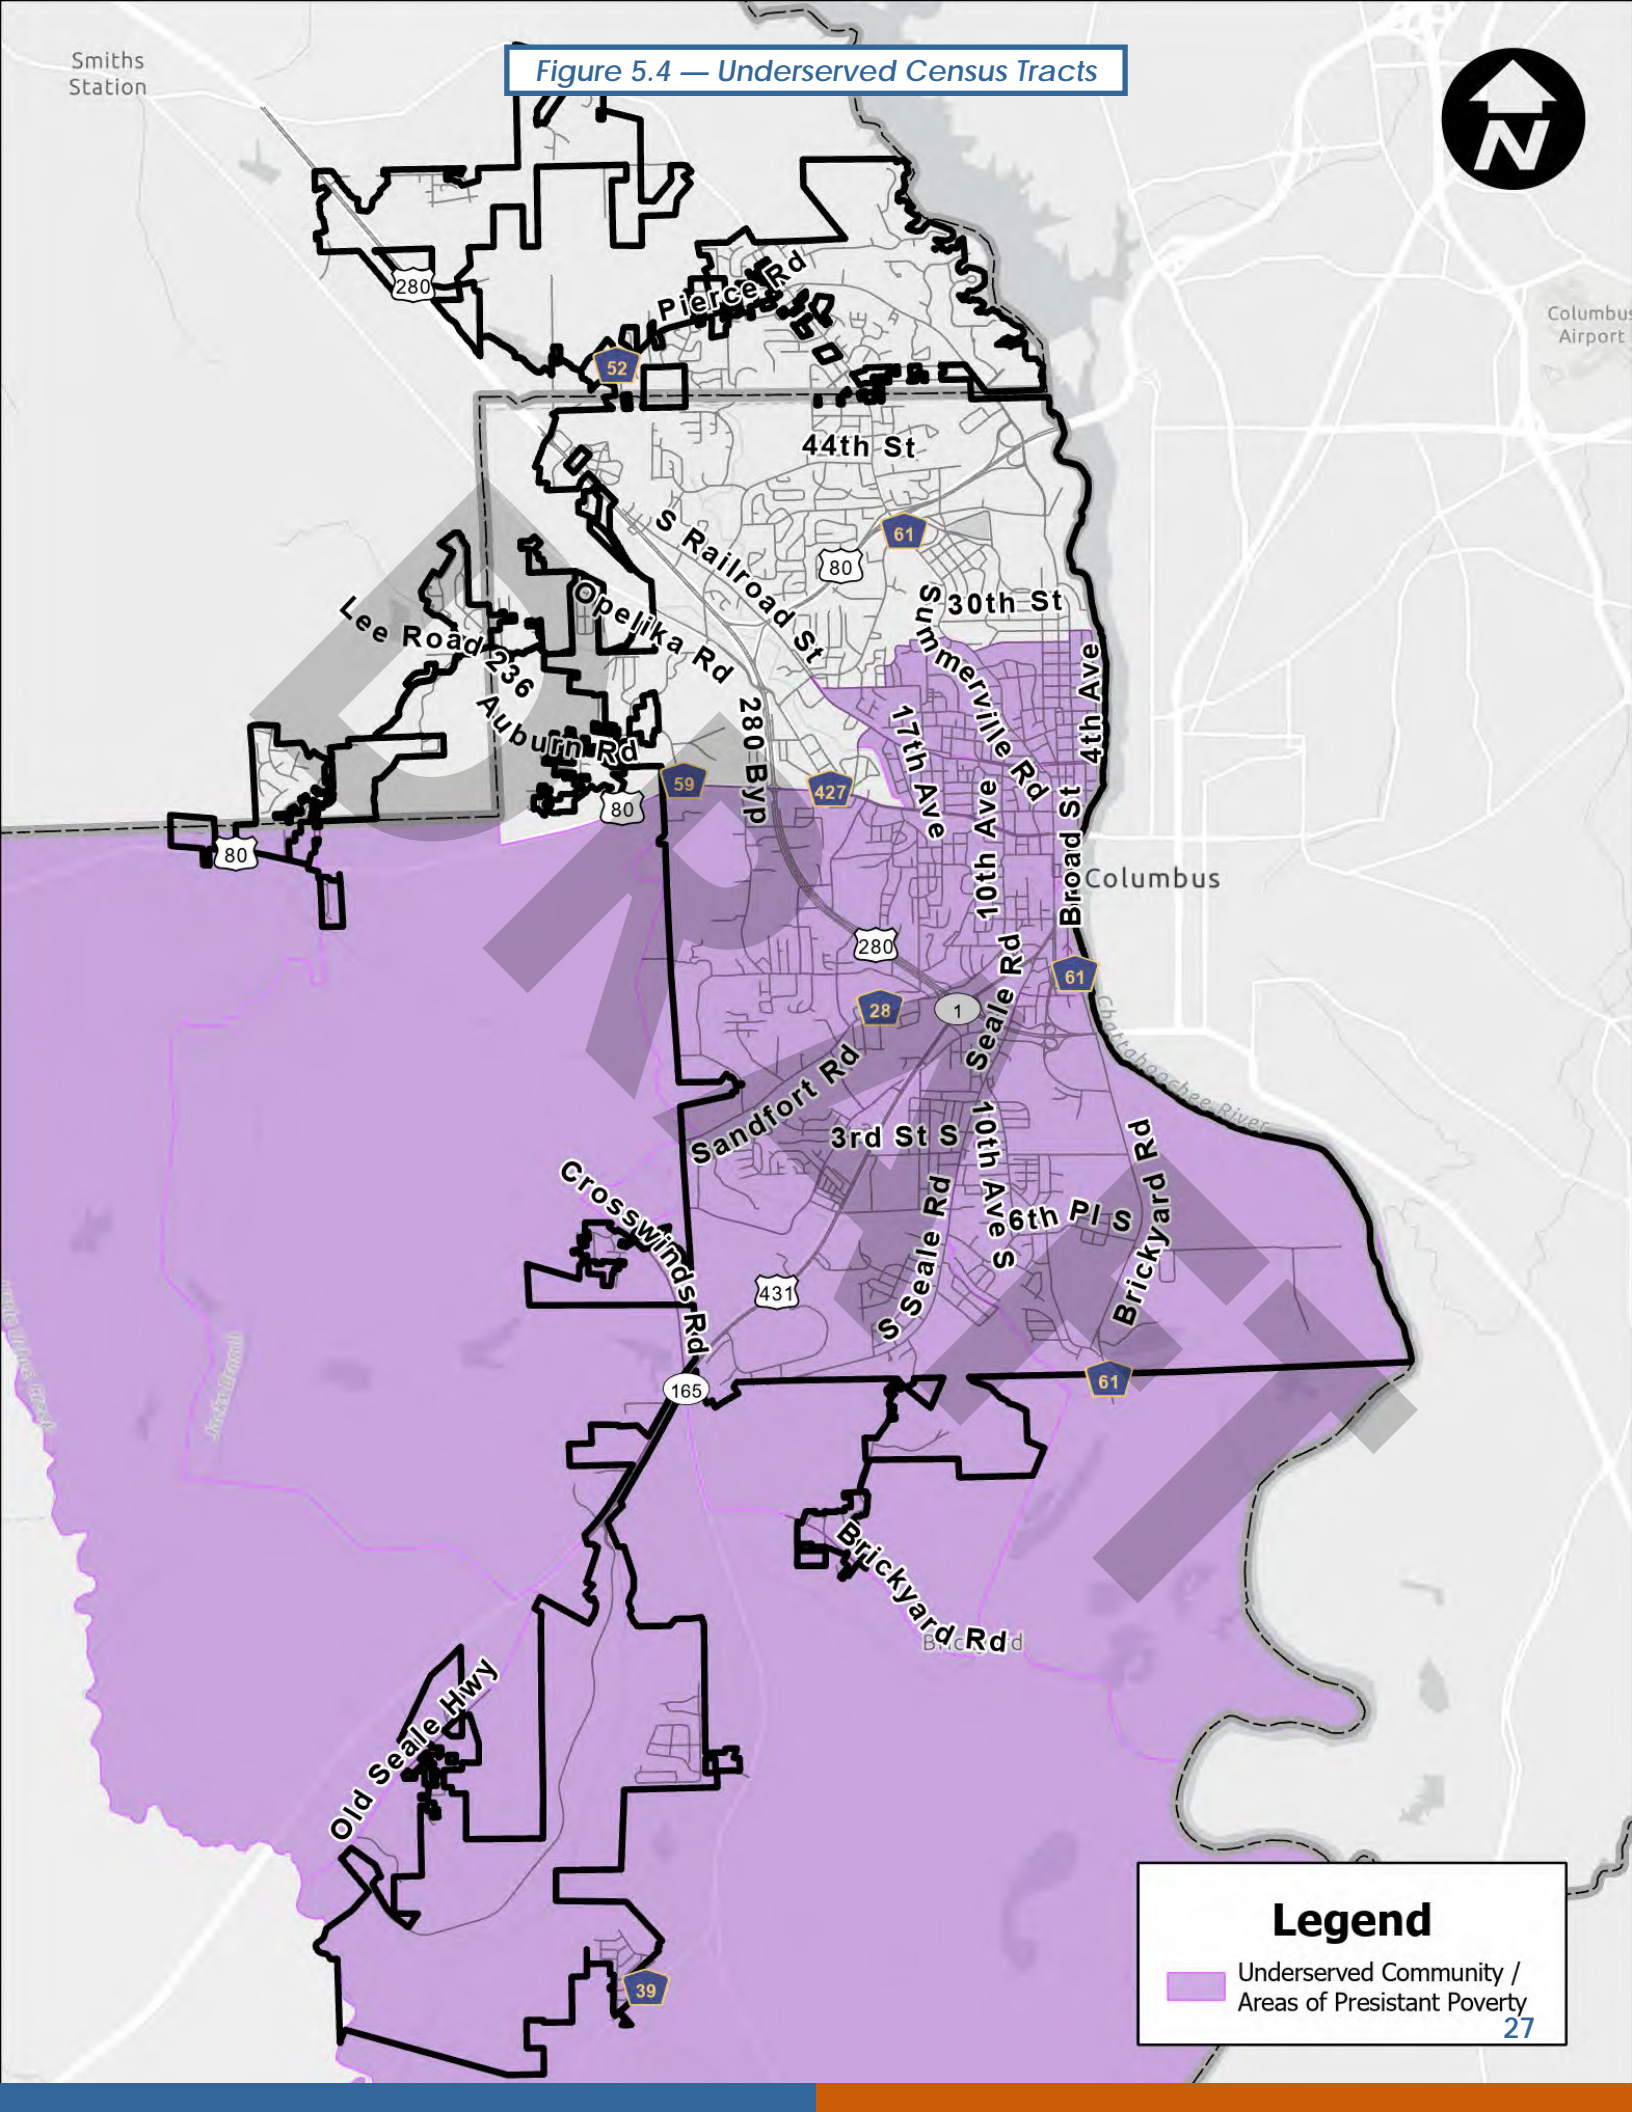 Figure 5.4 — Underserved Census Tracts
Smiths
Station
N
280
Columbus
Airport
Pierce Rd
52
44th St
61
80
S Railroad St
30th St
Summerville Rd
Opelika Rd
Lee Road 236
Auburn Rd
280 Byp
17th Ave
4th Ave
59
427
80
80
10th Ave
Broad St
Columbus
280
61
28
1
Seale Rd
Chattahoochee River
Sandfort Rd
3rd St S
10th Ave S
Brickyard Rd
Crosswinds Rd
6th Pl S
S Seale Rd
431
165
61
Brickyard Rd
Old Seale Hwy
39
DRAFT
Legend
Underserved Community /
Areas of Presistant Poverty
27